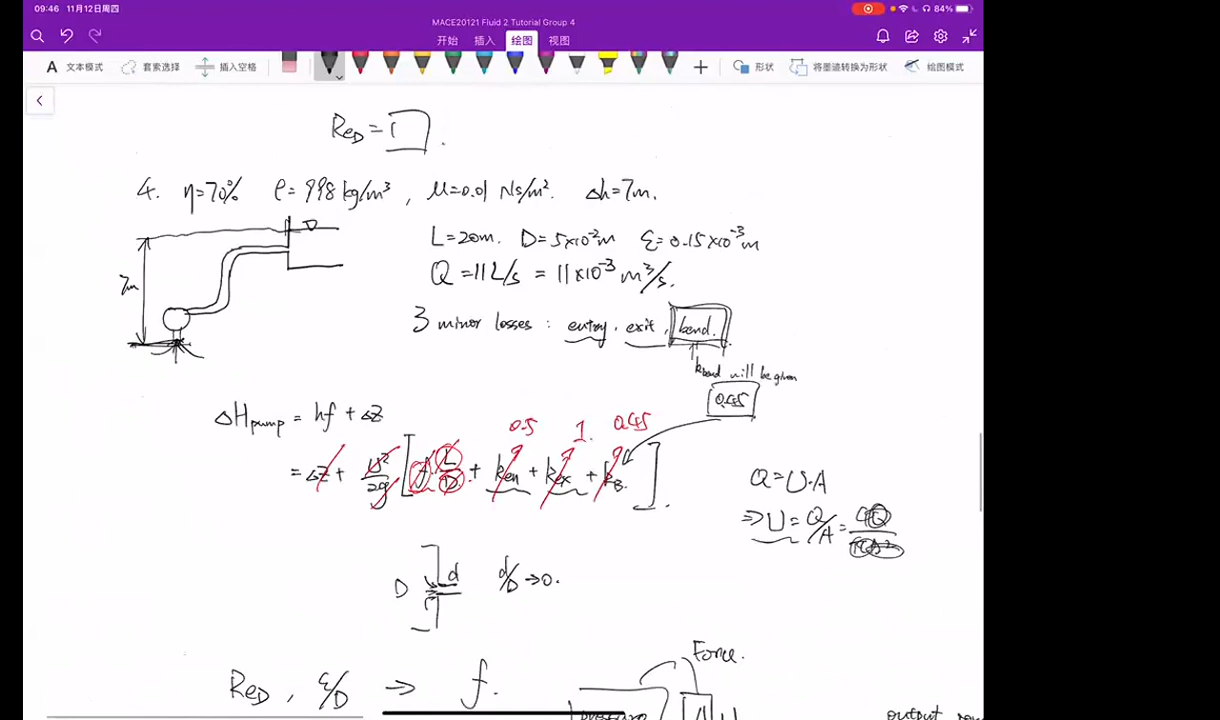 09:46 11月12日周四
84%
MACE20121 Fluid 2 Tutorial Group 4
开始 插入 绘图 视图
文本模式 套索选择 插入空格 形状 将墨迹转换为形状 绘图模式
Re_D =
4. η=70% ρ=998 kg/m³, μ=0.01 Ns/m². Δh=7m.
L=20m. D=5×10⁻²m ε=0.15×10⁻³m
Q=11L/s = 11×10⁻³ m³/s.
7m
3 minor losses: entry, exit, bend.
k_bend will be given
0.45
ΔH_pump = hf + Δz
0.5 1. 0.45
= Δz + U²/2g [f L/D + k_en + k_ex + k_B.].
Q=U·A
⇒ U = Q/A = 4Q
D d d/D → 0.
Force.
Re_D, ε/D ⇒ f.
output